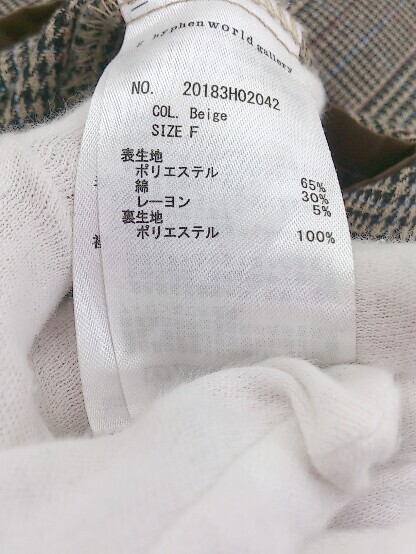 E hyphen world gallery
NO. 20183H02042
COL. Beige
SIZE F
表生地
ポリエステル 65%
綿 30%
レーヨン 5%
裏生地
ポリエステル 100%